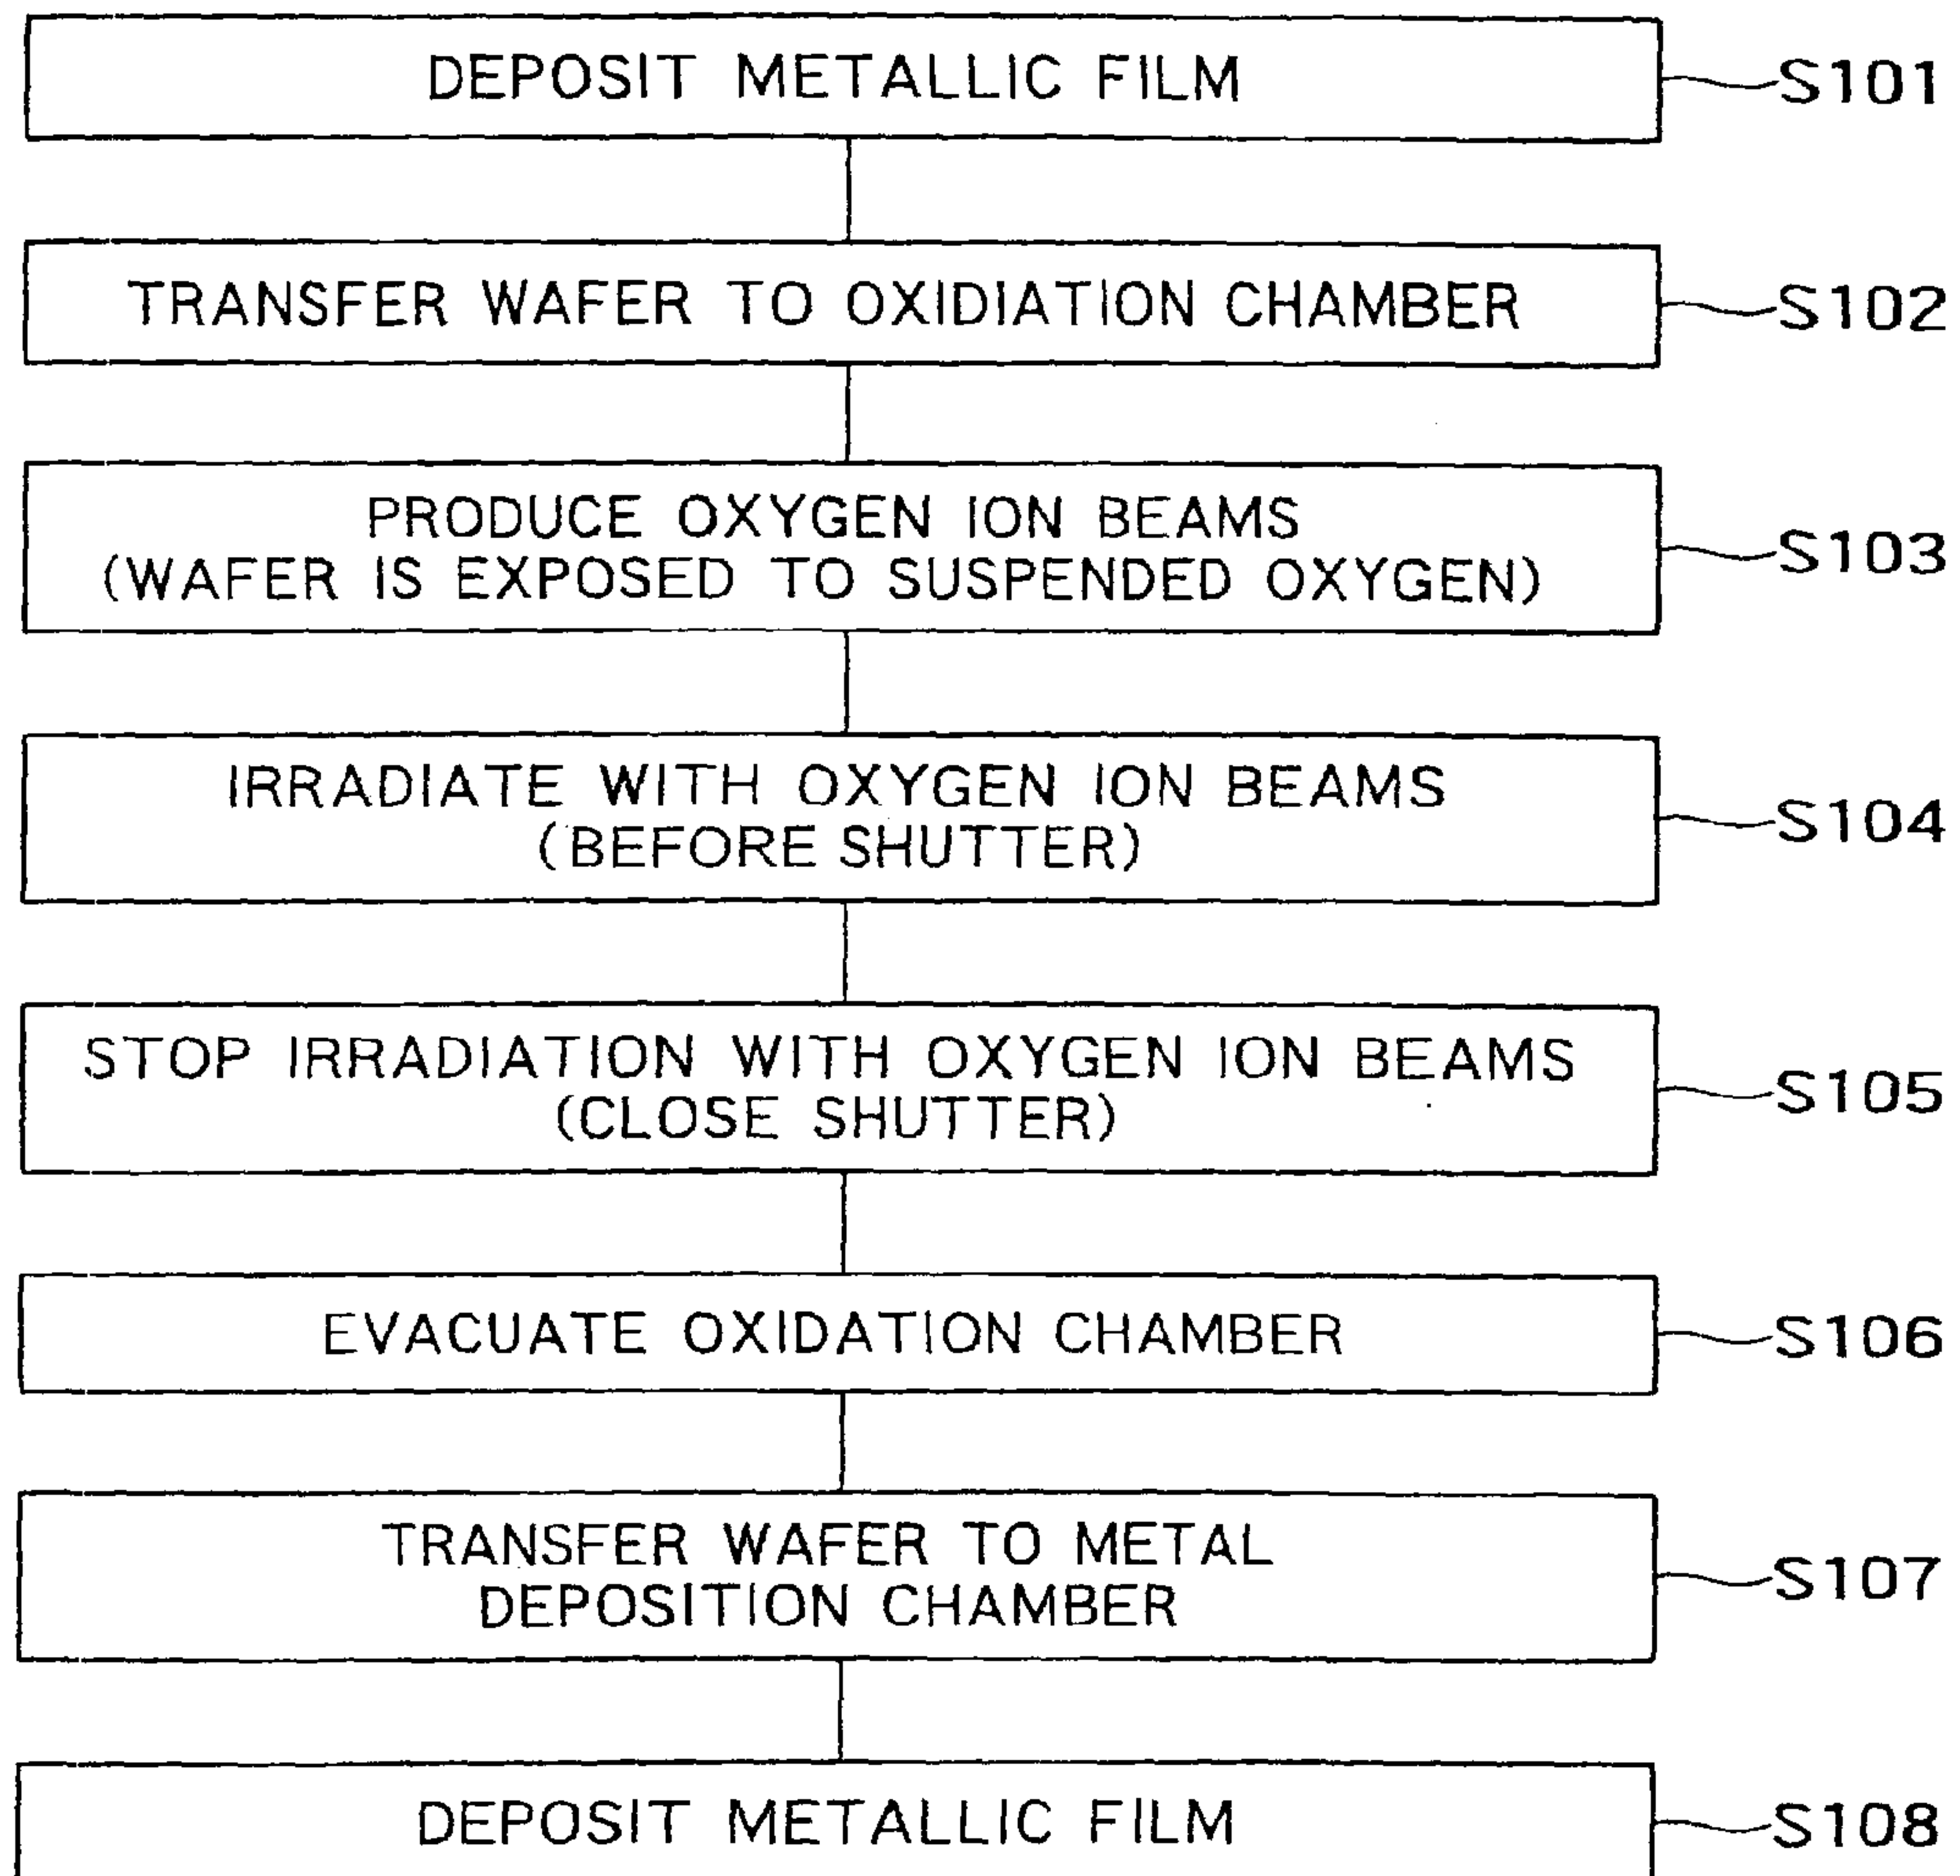 DEPOSIT METALLIC FILM
S101
TRANSFER WAFER TO OXIDIATION CHAMBER
S102
PRODUCE OXYGEN ION BEAMS
(WAFER IS EXPOSED TO SUSPENDED OXYGEN)
S103
IRRADIATE WITH OXYGEN ION BEAMS
(BEFORE SHUTTER)
S104
STOP IRRADIATION WITH OXYGEN ION BEAMS
(CLOSE SHUTTER)
S105
EVACUATE OXIDATION CHAMBER
S106
TRANSFER WAFER TO METAL
DEPOSITION CHAMBER
S107
DEPOSIT METALLIC FILM
S108